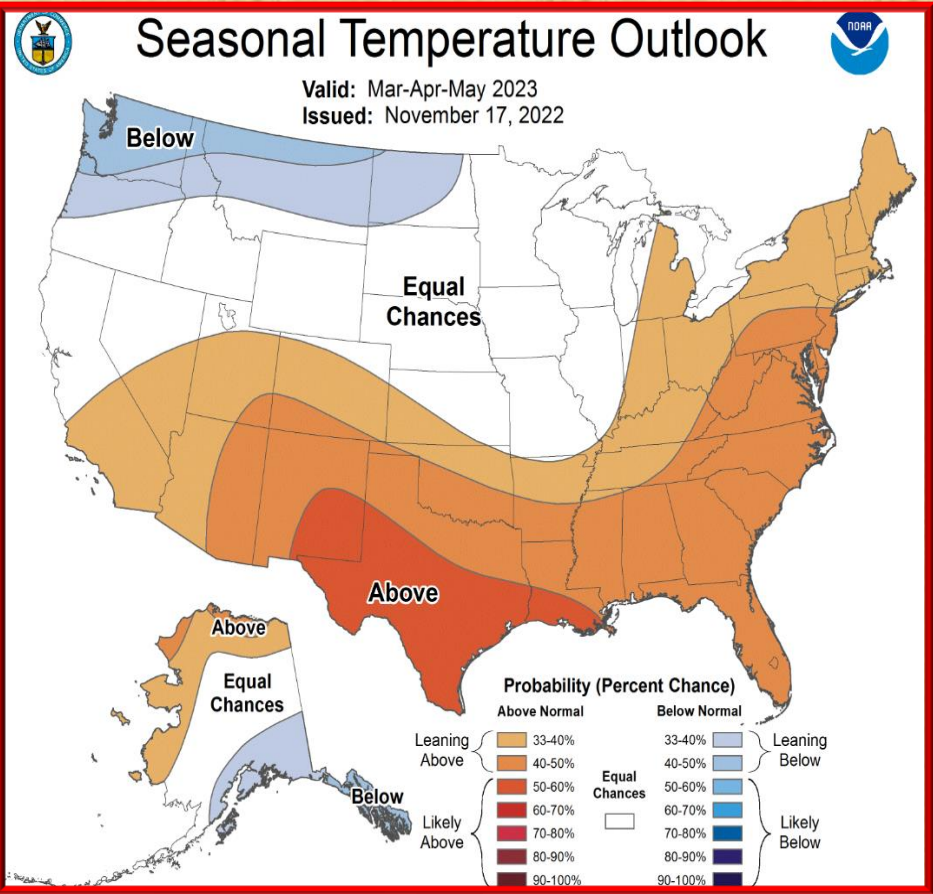 Seasonal Temperature Outlook
NOAA
Valid: Mar-Apr-May 2023
Issued: November 17, 2022
Below
Equal
Chances
Above
Above
Equal
Chances
Below
Probability (Percent Chance)
Above Normal
Below Normal
Leaning
Above
33-40%
40-50%
50-60%
60-70%
70-80%
80-90%
90-100%
Likely
Above
Equal
Chances
33-40%
40-50%
50-60%
60-70%
70-80%
80-90%
90-100%
Leaning
Below
Likely
Below